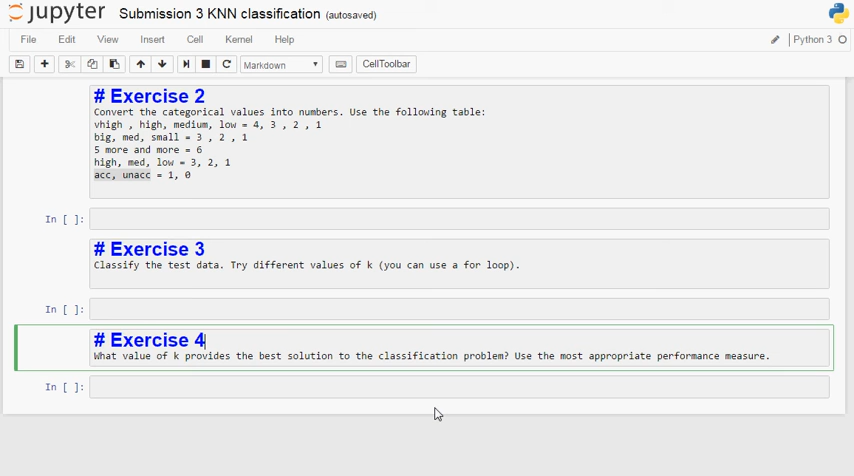 jupyter Submission 3 KNN classification (autosaved)
File Edit View Insert Cell Kernel Help Python 3
Markdown CellToolbar
# Exercise 2
Convert the categorical values into numbers. Use the following table:
vhigh , high, medium, low = 4, 3 , 2 , 1
big, med, small = 3 , 2 , 1
5 more and more = 6
high, med, low = 3, 2, 1
acc, unacc = 1, 0
In [ ]:
# Exercise 3
Classify the test data. Try different values of k (you can use a for loop).
In [ ]:
# Exercise 4
What value of k provides the best solution to the classification problem? Use the most appropriate performance measure.
In [ ]: